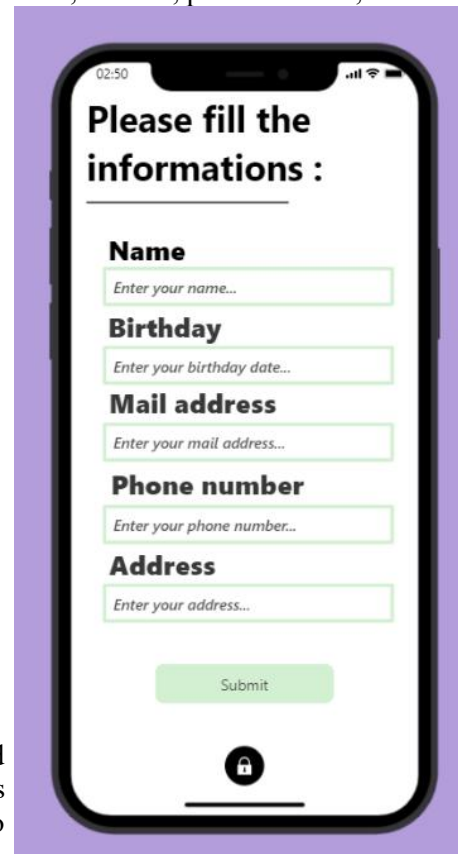 02:50
Please fill the
informations :
Name
Enter your name...
Birthday
Enter your birthday date...
Mail address
Enter your mail address...
Phone number
Enter your phone number...
Address
Enter your address...
Submit